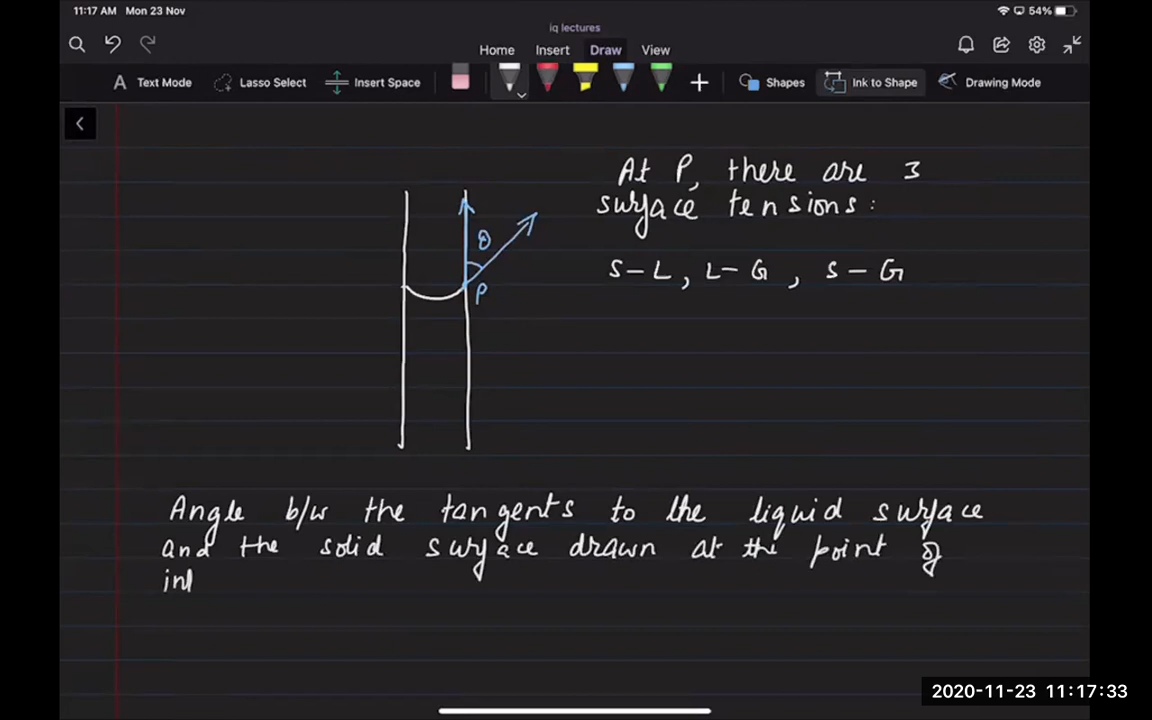 11:17 AM Mon 23 Nov
54%
iq lectures
Home Insert Draw View
Text Mode Lasso Select Insert Space Shapes Ink to Shape Drawing Mode
At P, there are 3
surface tensions:
S-L, L-G, S-G
θ
P
Angle b/w the tangents to the liquid surface
and the solid surface drawn at the point of
2020-11-23 11:17:33